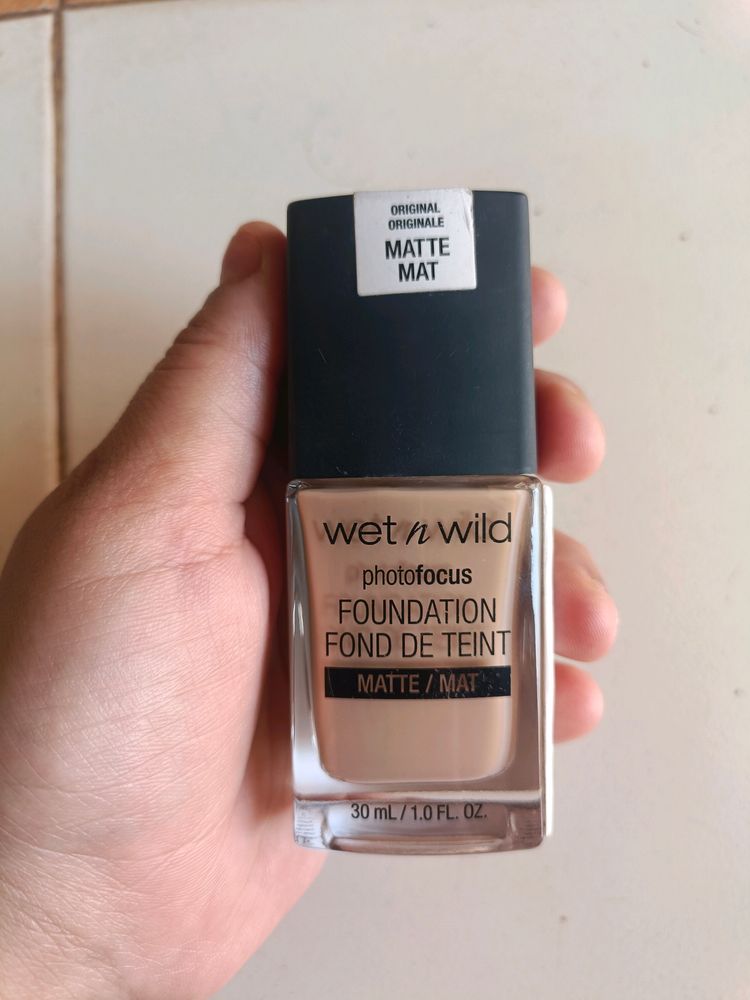 ORIGINAL
ORIGINALE
MATTE
MAT
wet n wild
photofocus
FOUNDATION
FOND DE TEINT
MATTE / MAT
30 mL / 1.0 FL. OZ.